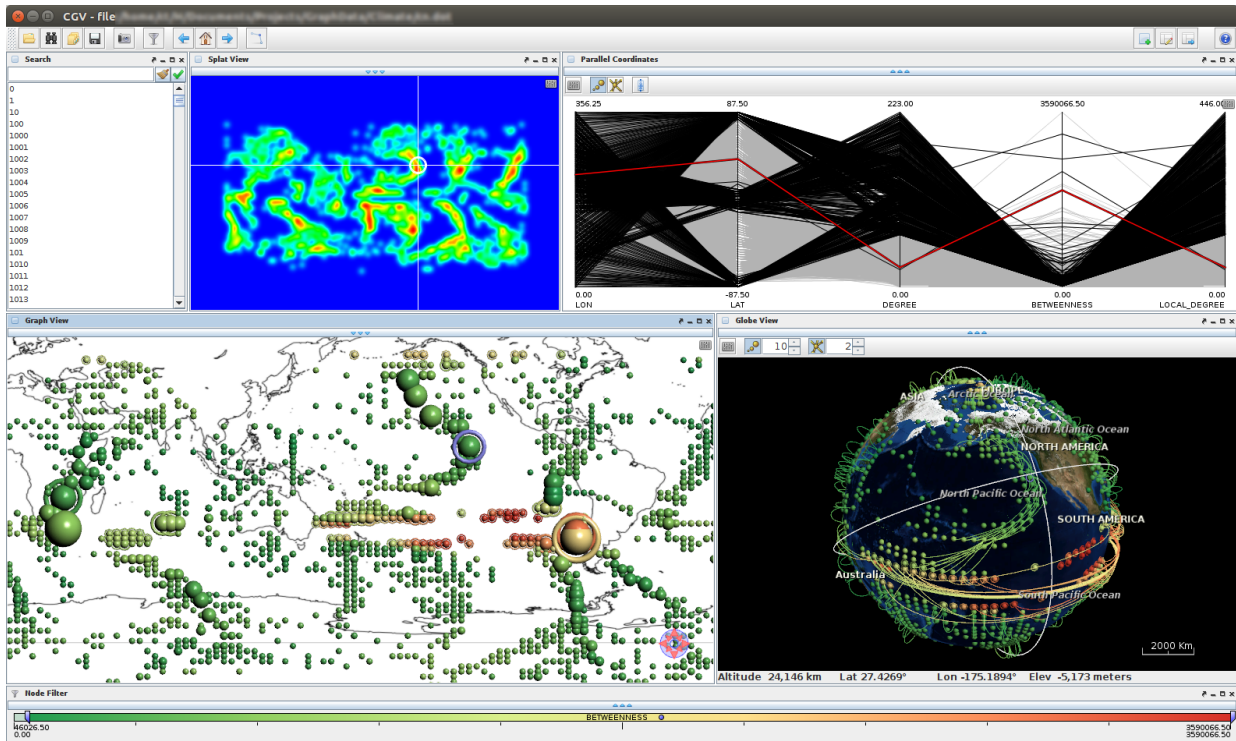 CGV - file
Search
Splat View
Parallel Coordinates
0
1
10
100
1000
1001
1002
1003
1004
1005
1006
1007
1008
1009
101
1010
1011
1012
1013
356.25 87.50 223.00 3590066.50 446.00
0.00 -87.50 0.00 0.00 0.00
LON LAT DEGREE BETWEENNESS LOCAL_DEGREE
Graph View
Globe View
10 2
ASIA
EUROPE
Arctic Ocean
North Atlantic Ocean
NORTH AMERICA
North Pacific Ocean
SOUTH AMERICA
Australia
South Pacific Ocean
2000 Km
Altitude 24,146 km Lat 27.4269° Lon -175.1894° Elev -5,173 meters
Node Filter
BETWEENNESS
46026.50 3590066.50
0.00 3590066.50